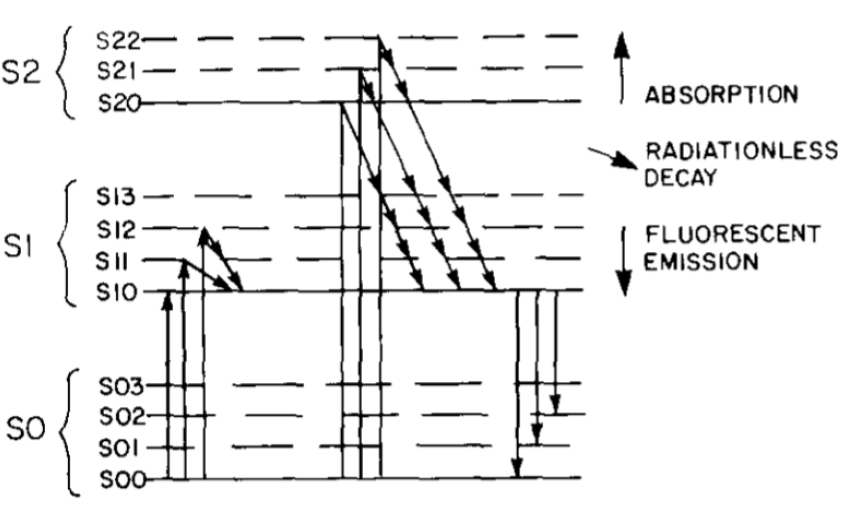 S2
S22
S21
S20
S1
S13
S12
S11
S10
S0
S03
S02
S01
S00
ABSORPTION
RADIATIONLESS
DECAY
FLUORESCENT
EMISSION